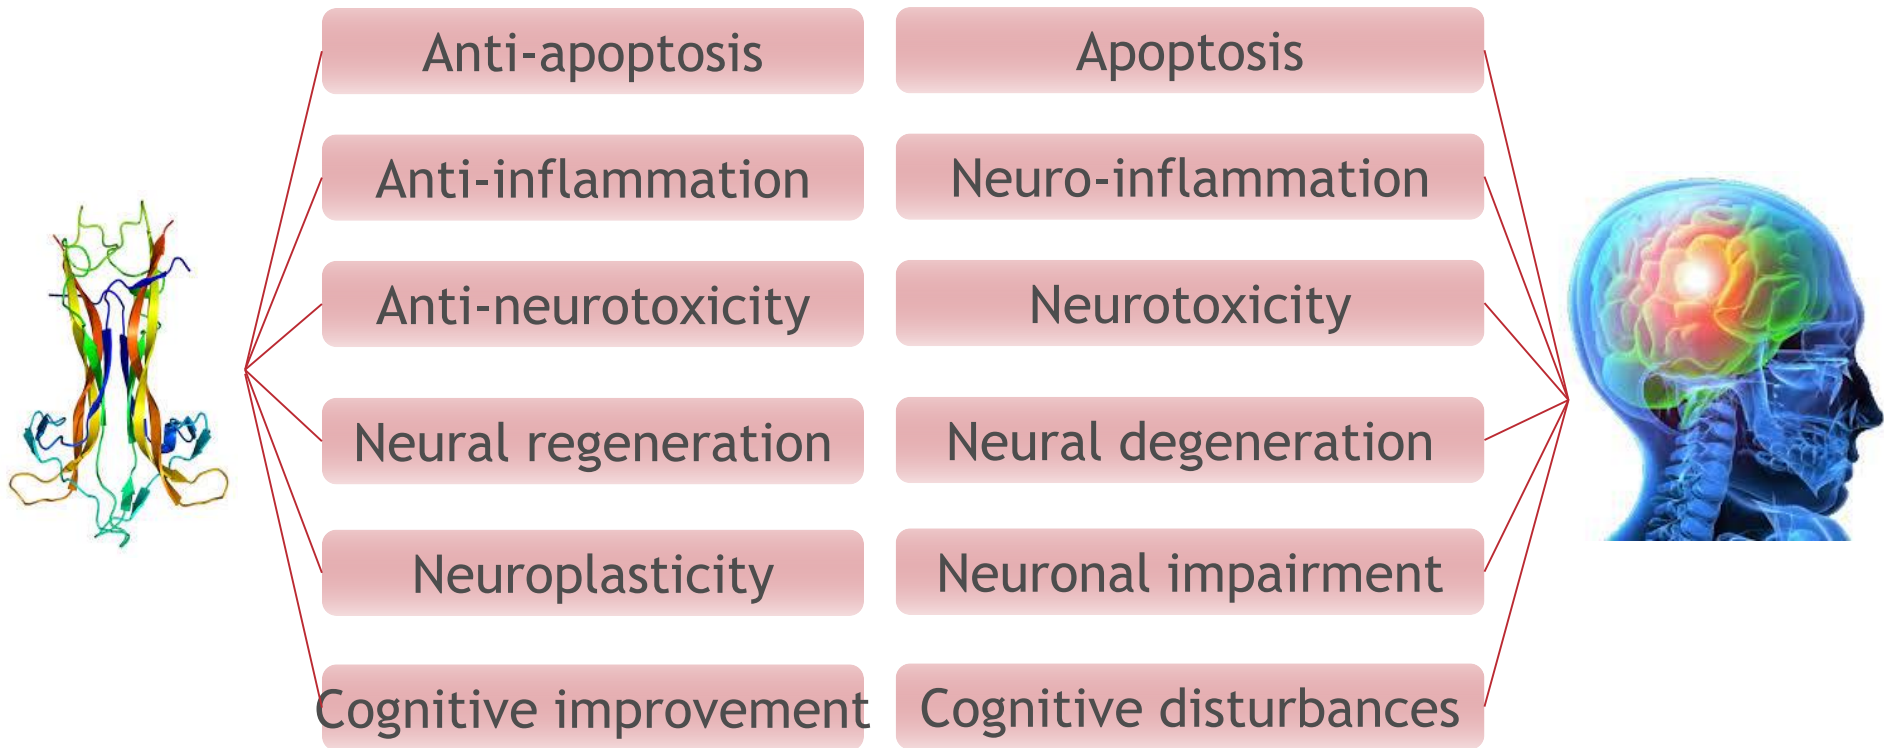 Anti-apoptosis
Apoptosis
Anti-inflammation
Neuro-inflammation
Anti-neurotoxicity
Neurotoxicity
Neural regeneration
Neural degeneration
Neuroplasticity
Neuronal impairment
Cognitive improvement
Cognitive disturbances